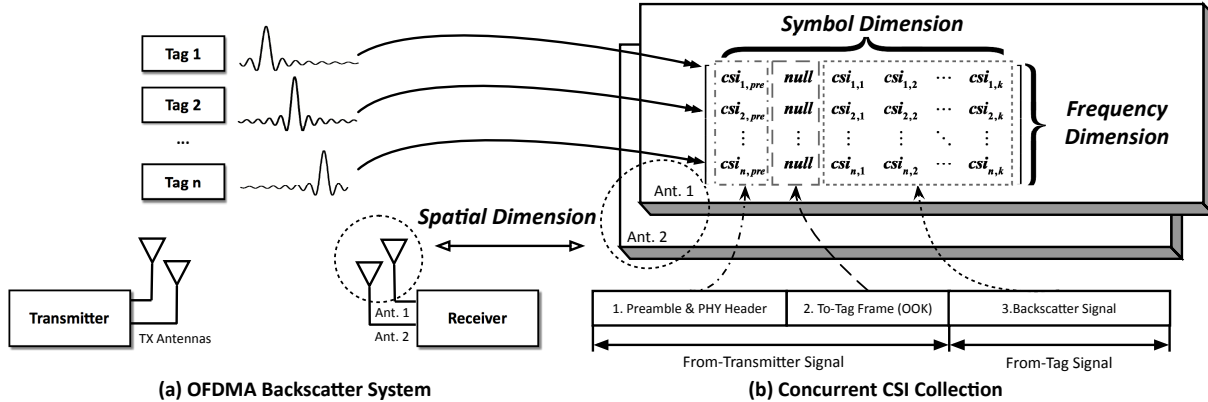 Tag 1
Tag 2
...
Tag n
Transmitter
TX Antennas
Ant. 1
Ant. 2
Receiver
(a) OFDMA Backscatter System
Spatial Dimension
Symbol Dimension
csi1,pre null csi1,1 csi1,2 ⋯ csi1,k
csi2,pre null csi2,1 csi2,2 ⋯ csi2,k
⋮ ⋮ ⋮ ⋮ ⋱ ⋮
csin,pre null csin,1 csin,2 ⋯ csin,k
Frequency
Dimension
Ant. 1
Ant. 2
1. Preamble & PHY Header
2. To-Tag Frame (OOK)
3.Backscatter Signal
From-Transmitter Signal
From-Tag Signal
(b) Concurrent CSI Collection